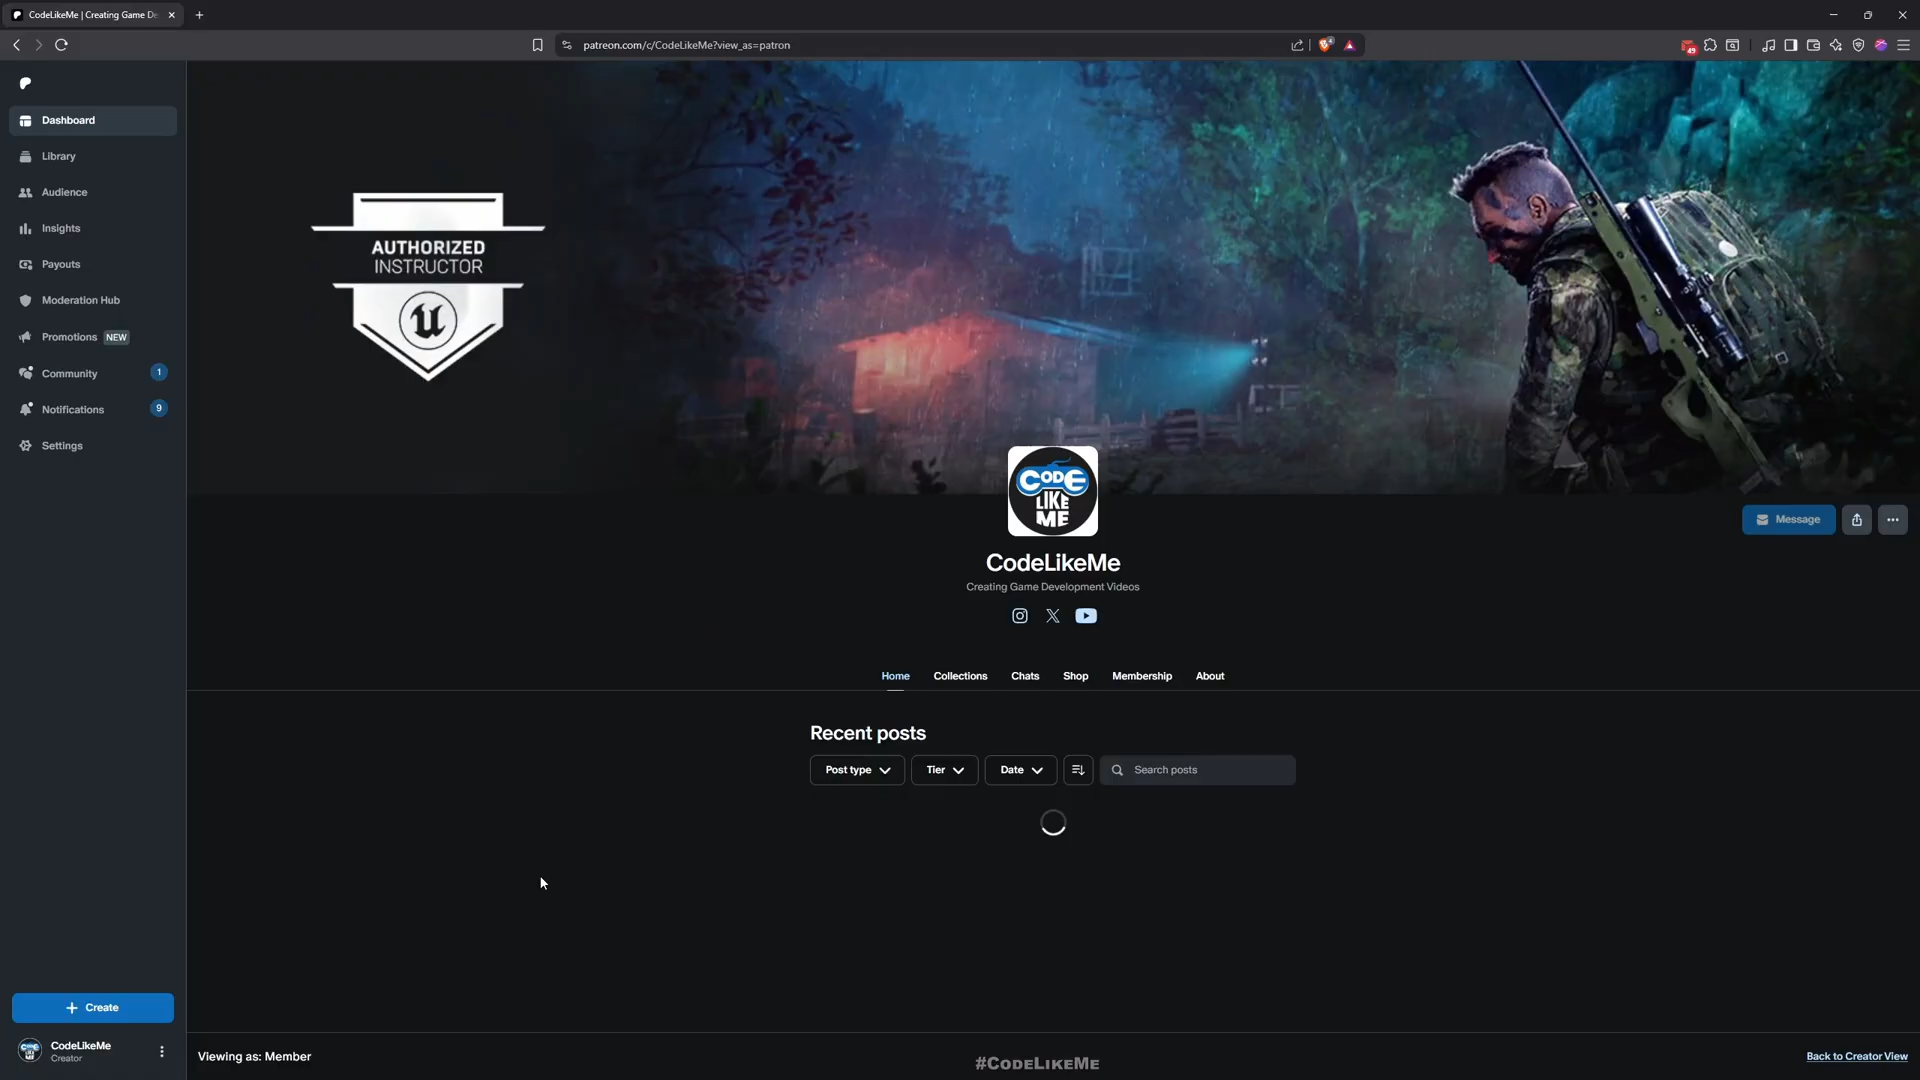 CodeLikeMe | Creating Game De
patreon.com/c/CodeLikeMe?view_as=patron
4
49
Dashboard
Library
Audience
Insights
Payouts
Moderation Hub
Promotions NEW
Community 1
Notifications 9
Settings
AUTHORIZED
INSTRUCTOR
CODE
LIKE
ME
Message
CodeLikeMe
Creating Game Development Videos
Home Collections Chats Shop Membership About
Recent posts
Post type Tier Date Search posts
+ Create
CodeLikeMe
Creator
Viewing as: Member
#CodeLikeMe
Back to Creator View